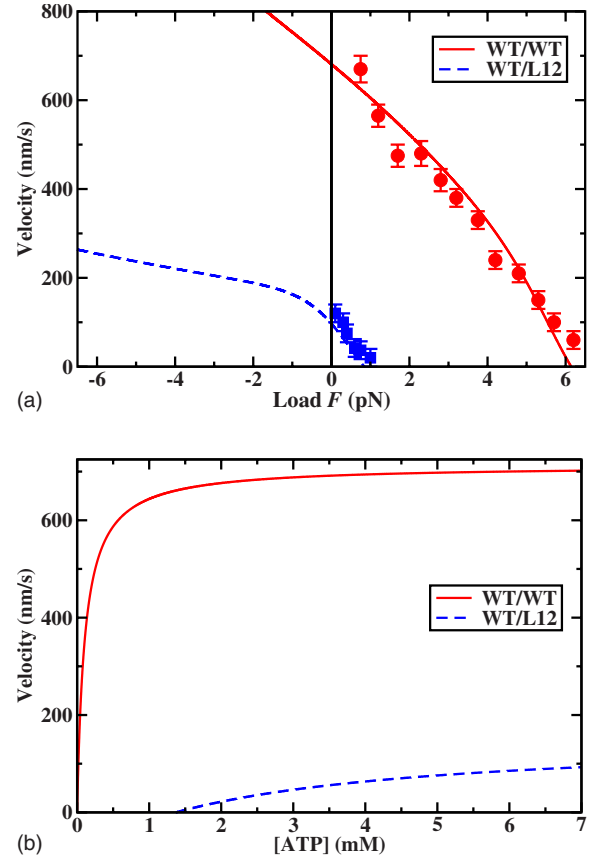 800
600
400
200
0
Velocity (nm/s)
WT/WT
WT/L12
-6 -4 -2 0 2 4 6
(a)
Load F (pN)
600
400
200
0
Velocity (nm/s)
WT/WT
WT/L12
0 1 2 3 4 5 6 7
(b)
[ATP] (mM)